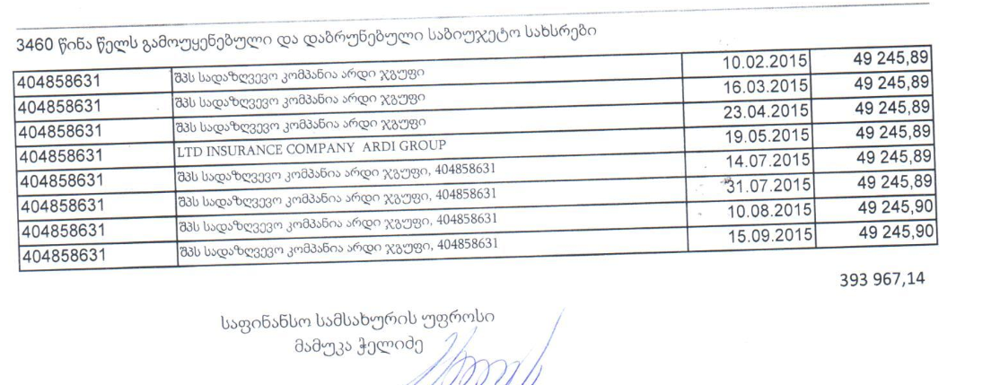 3460 წინა წელს გამოუყენებული და დაბრუნებული საბიუჯეტო სახსრები
404858631 შპს სადაზღვევო კომპანია არდი ჯგუფი 10.02.2015 49 245,89
404858631 შპს სადაზღვევო კომპანია არდი ჯგუფი 16.03.2015 49 245,89
404858631 შპს სადაზღვევო კომპანია არდი ჯგუფი 23.04.2015 49 245,89
404858631 LTD INSURANCE COMPANY ARDI GROUP 19.05.2015 49 245,89
404858631 შპს სადაზღვევო კომპანია არდი ჯგუფი, 404858631 14.07.2015 49 245,89
404858631 შპს სადაზღვევო კომპანია არდი ჯგუფი, 404858631 31.07.2015 49 245,89
404858631 შპს სადაზღვევო კომპანია არდი ჯგუფი, 404858631 10.08.2015 49 245,90
404858631 შპს სადაზღვევო კომპანია არდი ჯგუფი, 404858631 15.09.2015 49 245,90
393 967,14
საფინანსო სამსახურის უფროსი
მამუკა ჭელიძე